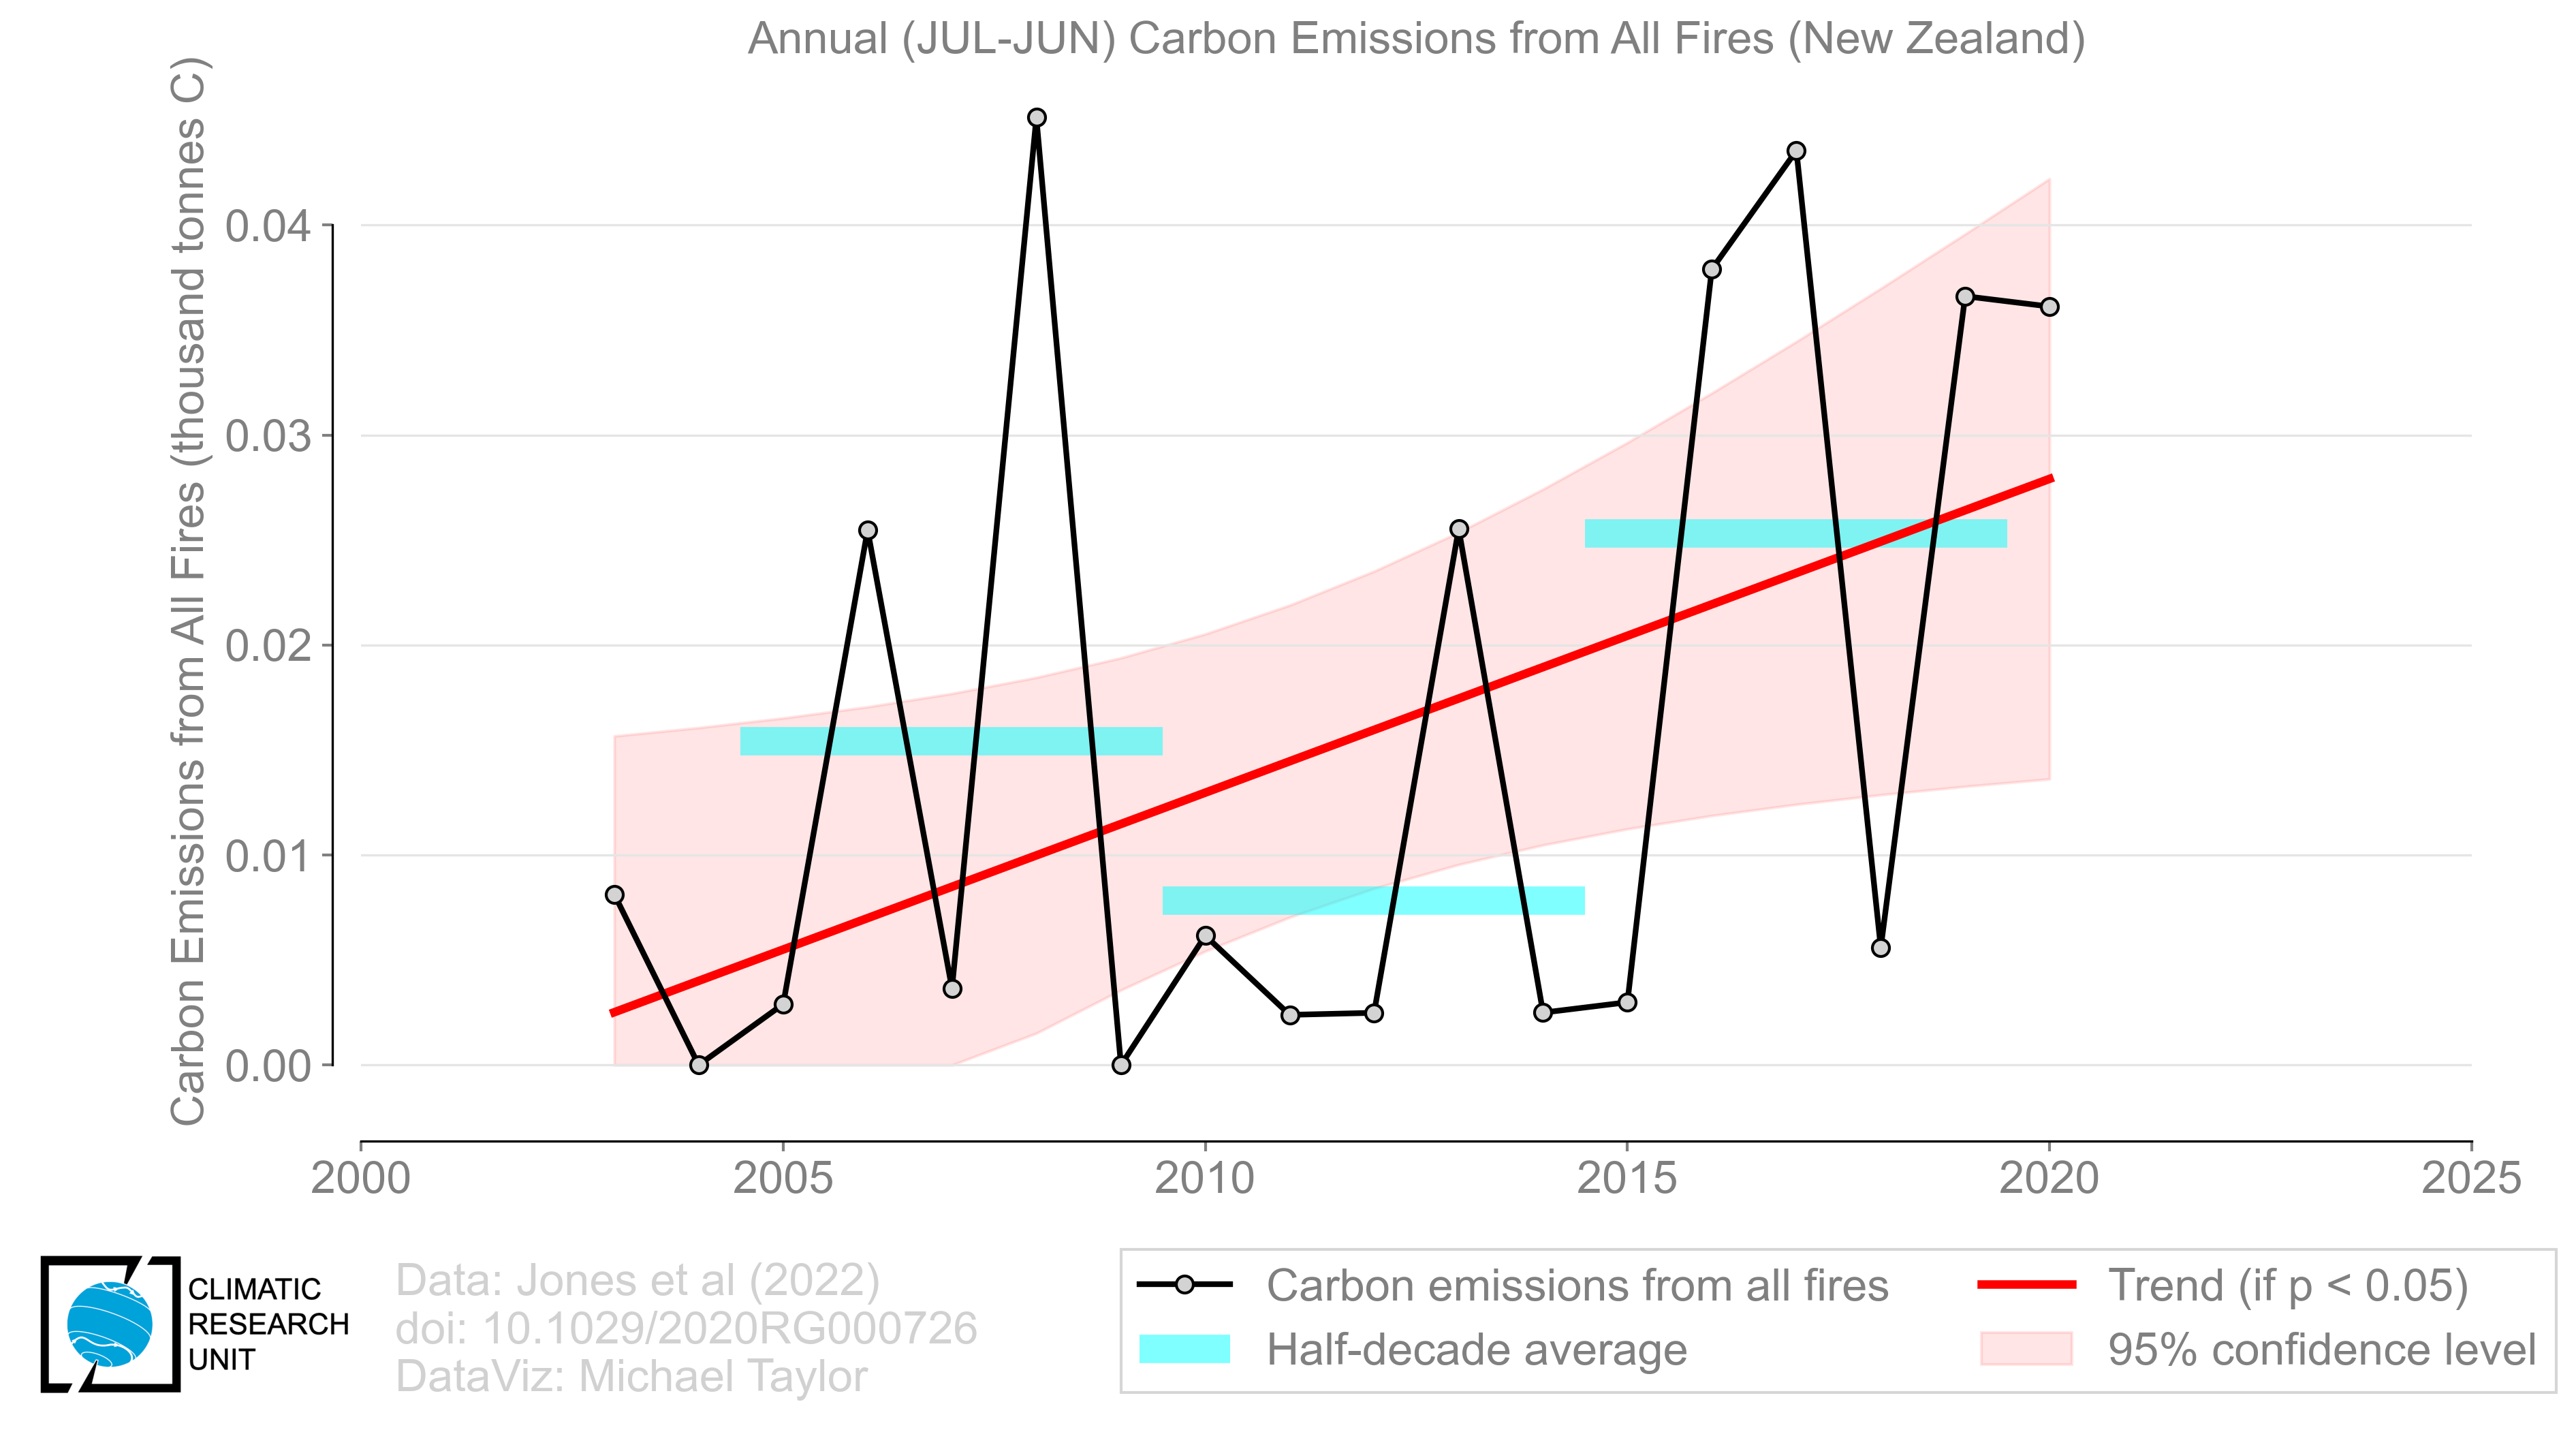 Annual (JUL-JUN) Carbon Emissions from All Fires (New Zealand)
Carbon Emissions from All Fires (thousand tonnes C)
0.04
0.03
0.02
0.01
0.00
2000 2005 2010 2015 2020 2025
CLIMATIC
RESEARCH
UNIT
Data: Jones et al (2022)
doi: 10.1029/2020RG000726
DataViz: Michael Taylor
Carbon emissions from all fires
Half-decade average
Trend (if p < 0.05)
95% confidence level